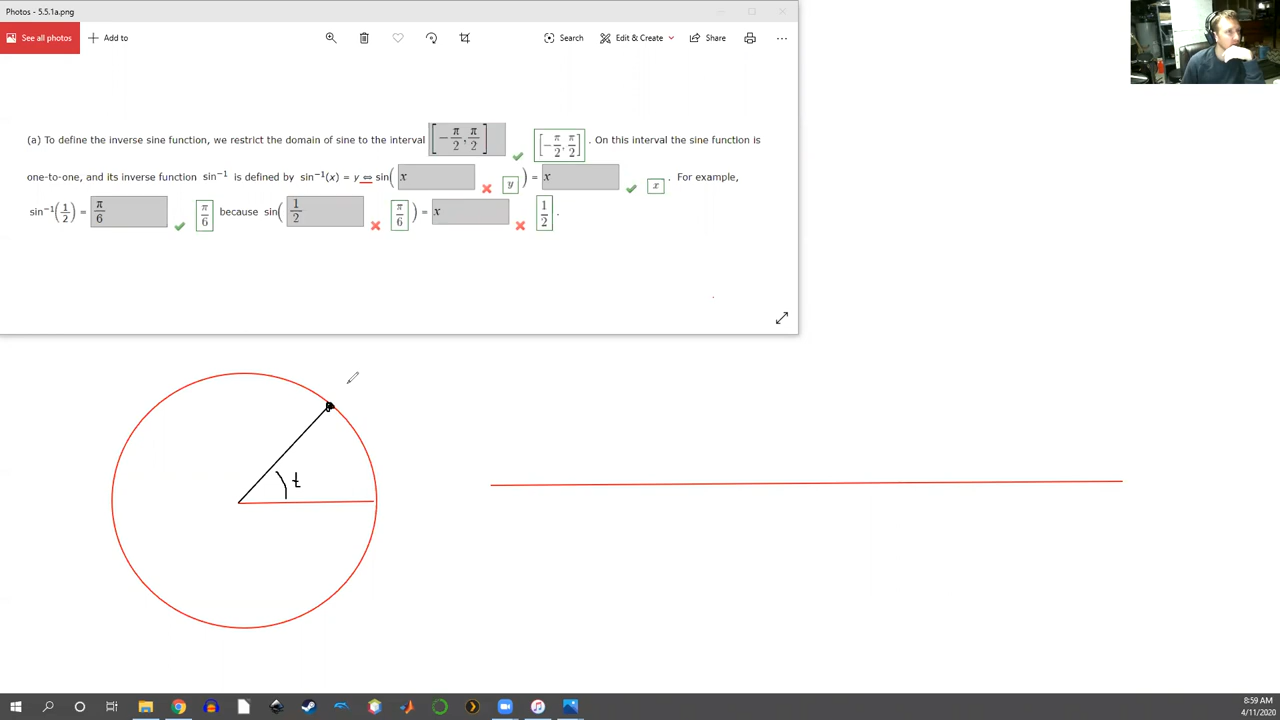 Photos - 5.5.1a.png
See all photos Add to Search Edit & Create Share
(a) To define the inverse sine function, we restrict the domain of sine to the interval [-π/2, π/2] [-π/2, π/2] . On this interval the sine function is
one-to-one, and its inverse function sin⁻¹ is defined by sin⁻¹(x) = y ⇔ sin( x y ) = x x . For example,
sin⁻¹(1/2) = π/6 π/6 because sin( 1/2 π/6 ) = x 1/2 .
t
8:59 AM
4/11/2020